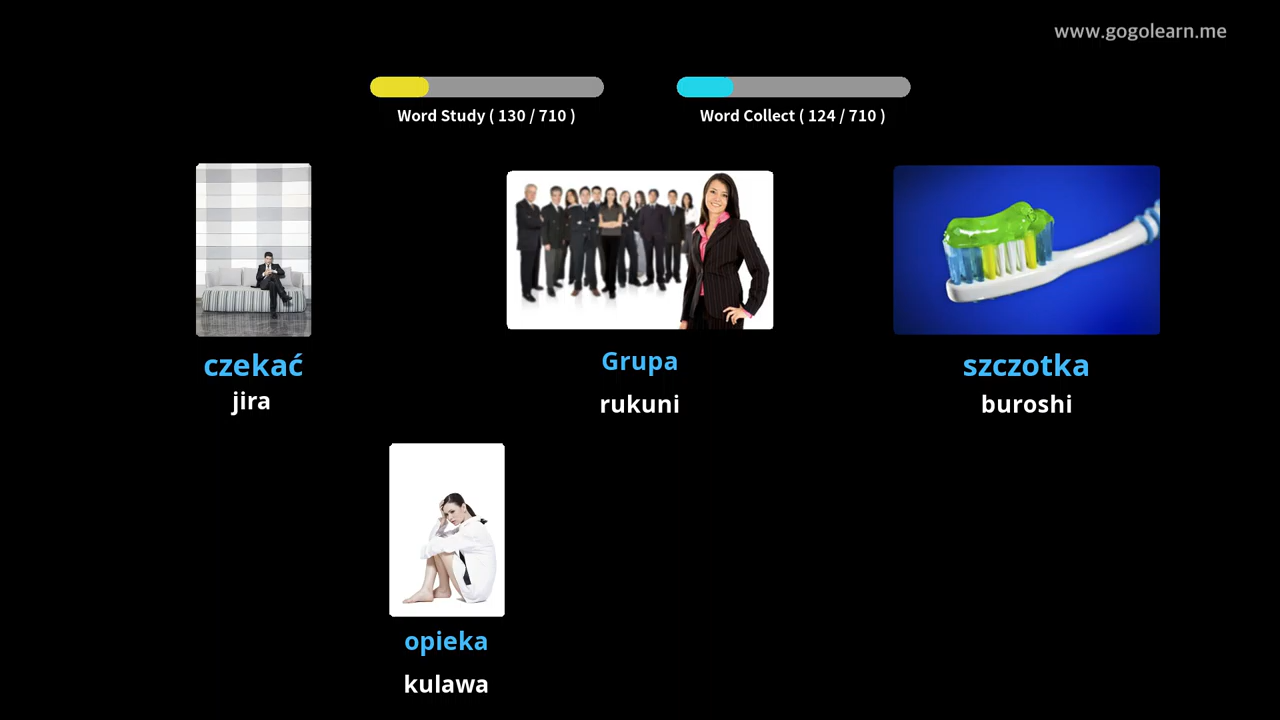 www.gogolearn.me
Word Study ( 130 / 710 )
Word Collect ( 124 / 710 )
czekać
jira
Grupa
rukuni
szczotka
buroshi
opieka
kulawa